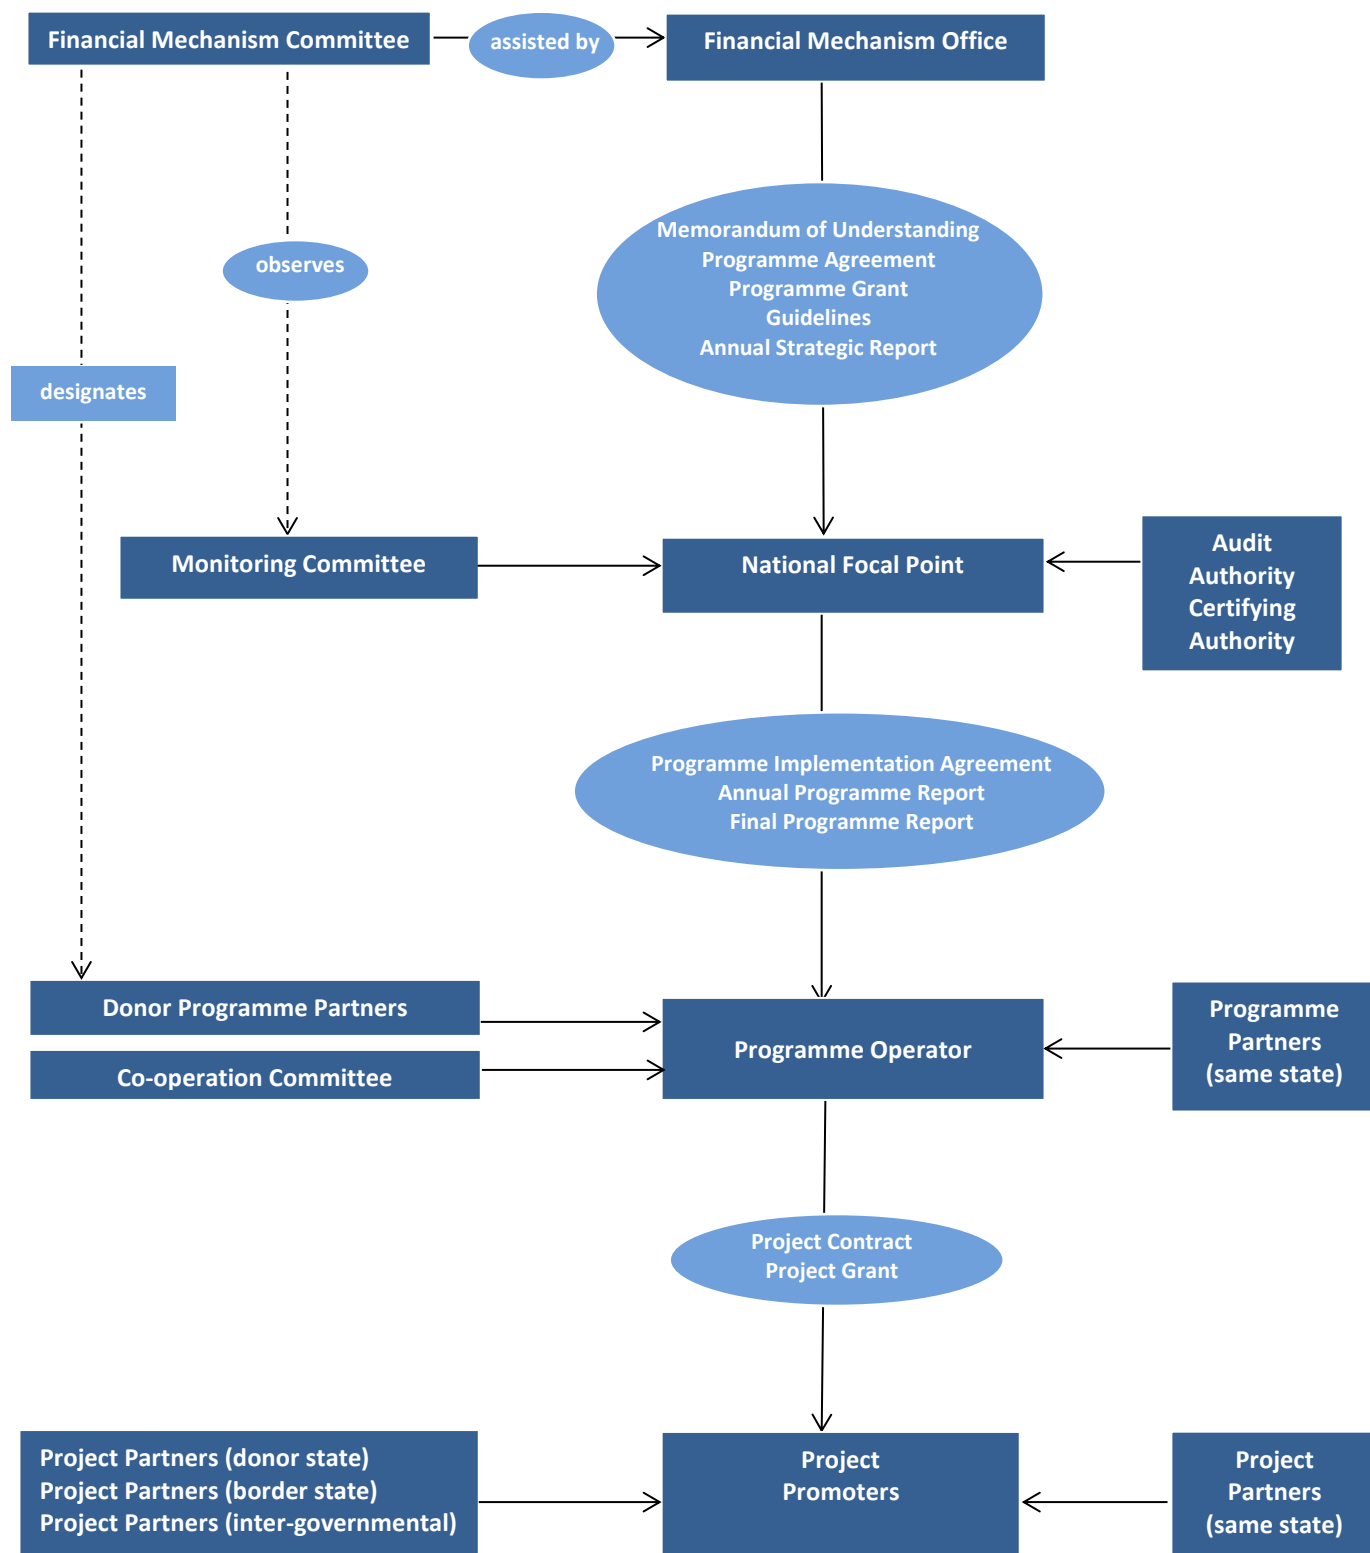 Financial Mechanism Committee
assisted by
Financial Mechanism Office
Memorandum of Understanding
Programme Agreement
Programme Grant
Guidelines
Annual Strategic Report
observes
designates
Monitoring Committee
National Focal Point
Audit
Authority
Certifying
Authority
Programme Implementation Agreement
Annual Programme Report
Final Programme Report
Donor Programme Partners
Co-operation Committee
Programme Operator
Programme
Partners
(same state)
Project Contract
Project Grant
Project Partners (donor state)
Project Partners (border state)
Project Partners (inter-governmental)
Project
Promoters
Project
Partners
(same state)